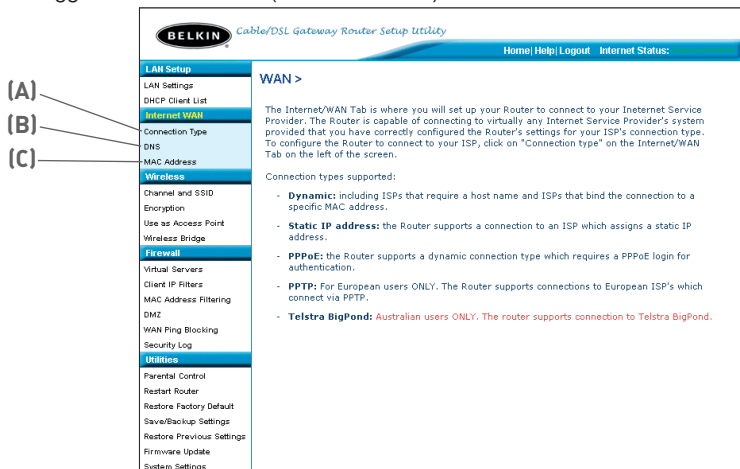 BELKIN
Cable/DSL Gateway Router Setup Utility
Home| Help| Logout Internet Status:
(A)
(B)
(C)
LAN Setup
LAN Settings
DHCP Client List
Internet WAN
Connection Type
DNS
MAC Address
Wireless
Channel and SSID
Encryption
Use as Access Point
Wireless Bridge
Firewall
Virtual Servers
Client IP Filters
MAC Address Filtering
DMZ
WAN Ping Blocking
Security Log
Utilities
Parental Control
Restart Router
Restore Factory Default
Save/Backup Settings
Restore Previous Settings
Firmware Update
System Settings
WAN >
The Internet/WAN Tab is where you will set up your Router to connect to your Ineternet Service
Provider. The Router is capable of connecting to virtually any Internet Service Provider's system
provided that you have correctly configured the Router's settings for your ISP's connection type.
To configure the Router to connect to your ISP, click on "Connection type" on the Internet/WAN
Tab on the left of the screen.
Connection types supported:
- Dynamic: including ISPs that require a host name and ISPs that bind the connection to a
specific MAC address.
- Static IP address: the Router supports a connection to an ISP which assigns a static IP
address.
- PPPoE: the Router supports a dynamic connection type which requires a PPPoE login for
authentication.
- PPTP: For European users ONLY. The Router supports connections to European ISP's which
connect via PPTP.
- Telstra BigPond: Australian users ONLY. The router supports connection to Telstra BigPond.